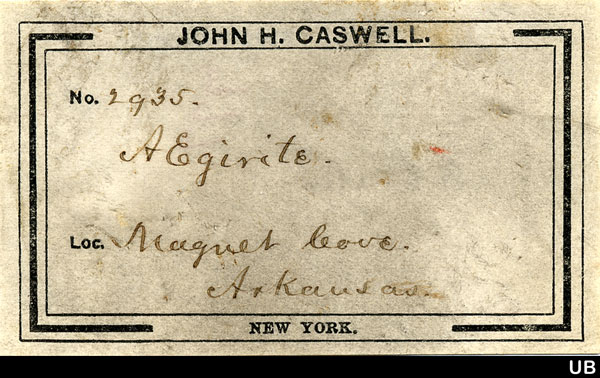 JOHN H. CASWELL.
No. 2935.
AEgirite.
Loc. Magnet Cove.
Arkansas.
NEW YORK.
UB